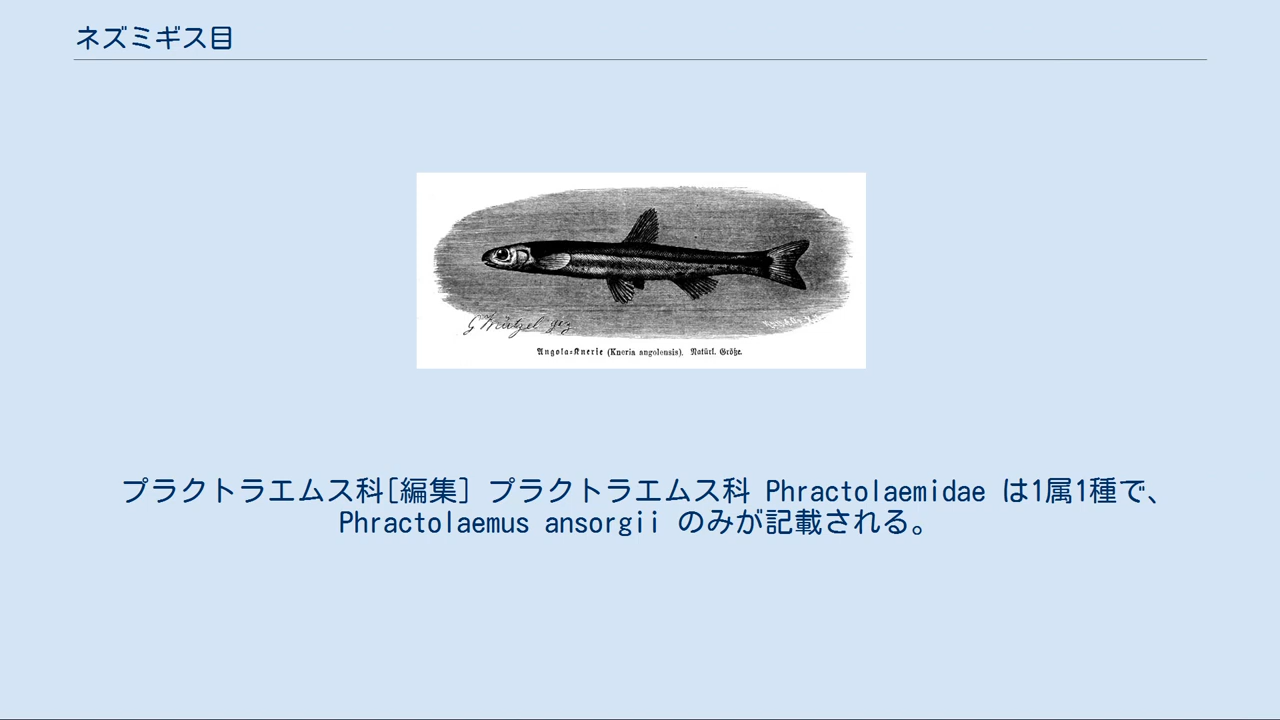 ネズミギス目
Angola=Knerie (Kneria angolensis). Natürl. Größe.
プラクトラエムス科[編集] プラクトラエムス科 Phractolaemidae は1属1種で、
Phractolaemus ansorgii のみが記載される。